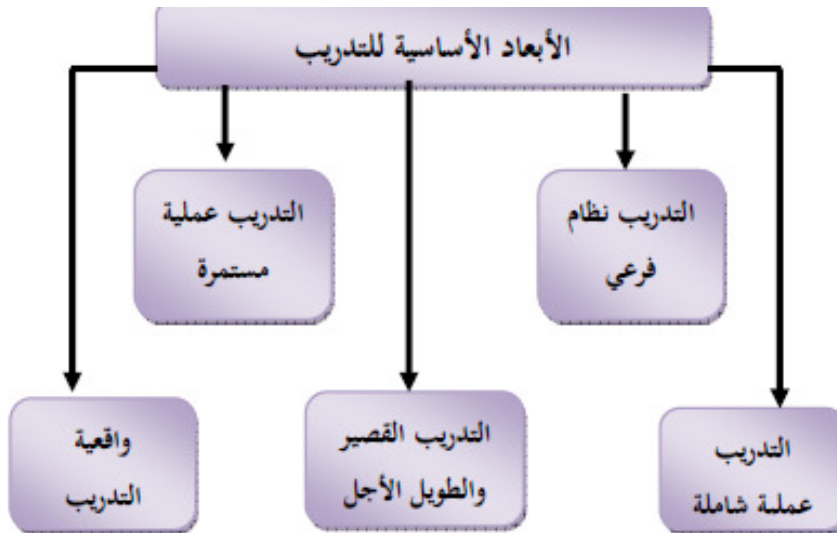 الأبعاد الأساسية للتدريب
التدريب نظام
فرعي
التدريب عملية
مستمرة
التدريب
عملية شاملة
التدريب القصير
والطويل الأجل
واقعية
التدريب